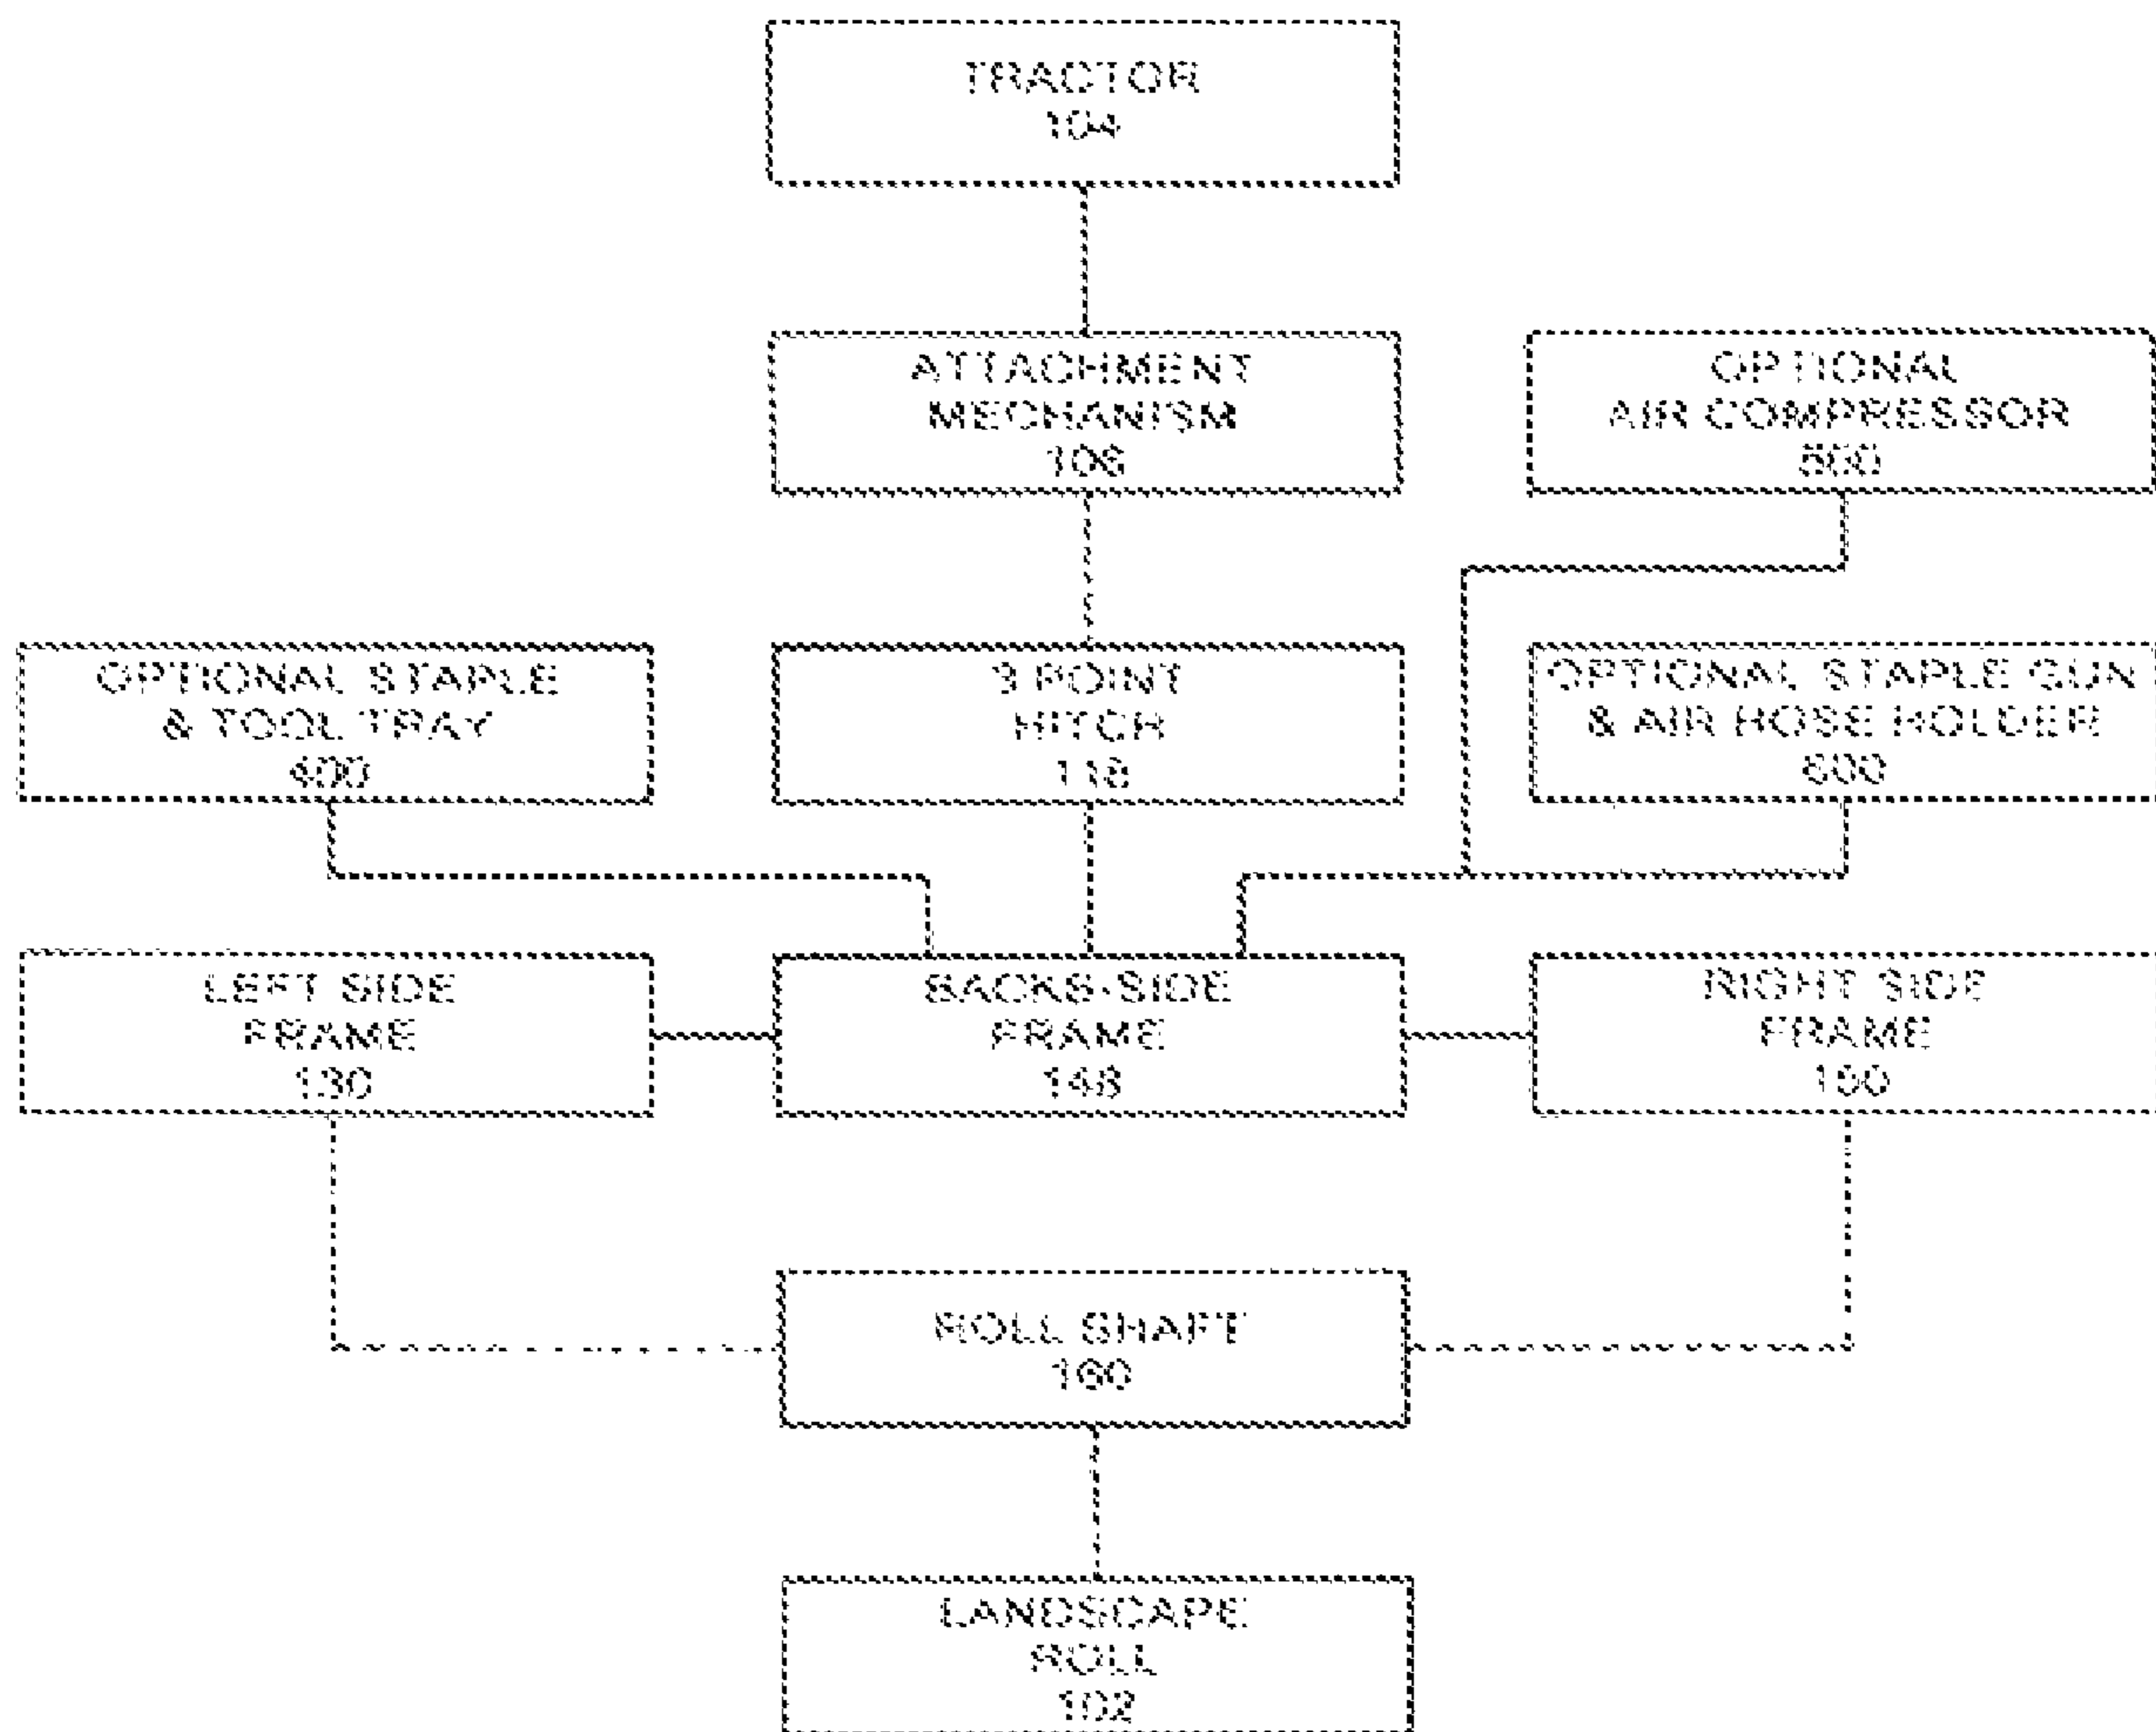 TRACTOR
104
ATTACHMENT
MECHANISM
106
OPTIONAL
AIR COMPRESSOR
500
OPTIONAL STAPLE
& TOOL TRAY
400
3 POINT
HITCH
118
OPTIONAL STAPLE GUN
& AIR HOSE HOLDER
600
LEFT SIDE
FRAME
130
BACKS-SIDE
FRAME
148
RIGHT SIDE
FRAME
ROLL SHAFT
160
LANDSCAPE
ROLL
102